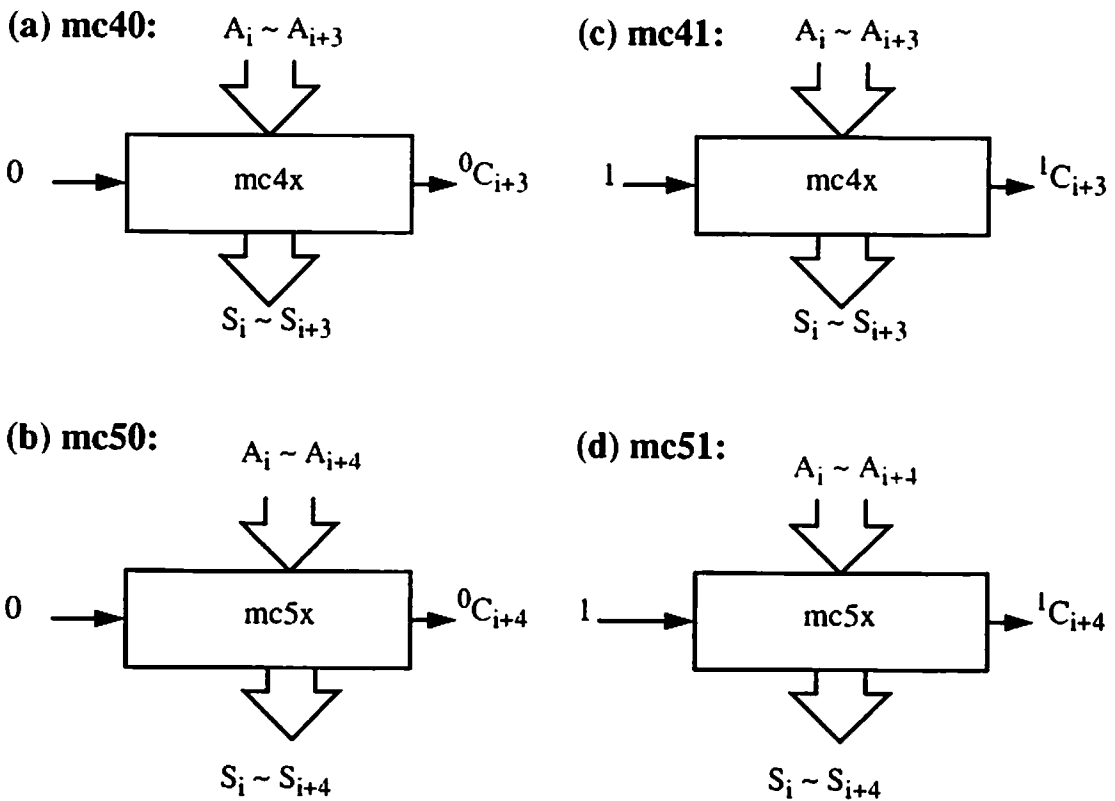 (a) mc40:
A_i ~ A_{i+3}
0
mc4x
^0C_{i+3}
S_i ~ S_{i+3}
(c) mc41:
A_i ~ A_{i+3}
1
mc4x
^1C_{i+3}
S_i ~ S_{i+3}
(b) mc50:
A_i ~ A_{i+4}
0
mc5x
^0C_{i+4}
S_i ~ S_{i+4}
(d) mc51:
A_i ~ A_{i+4}
1
mc5x
^1C_{i+4}
S_i ~ S_{i+4}